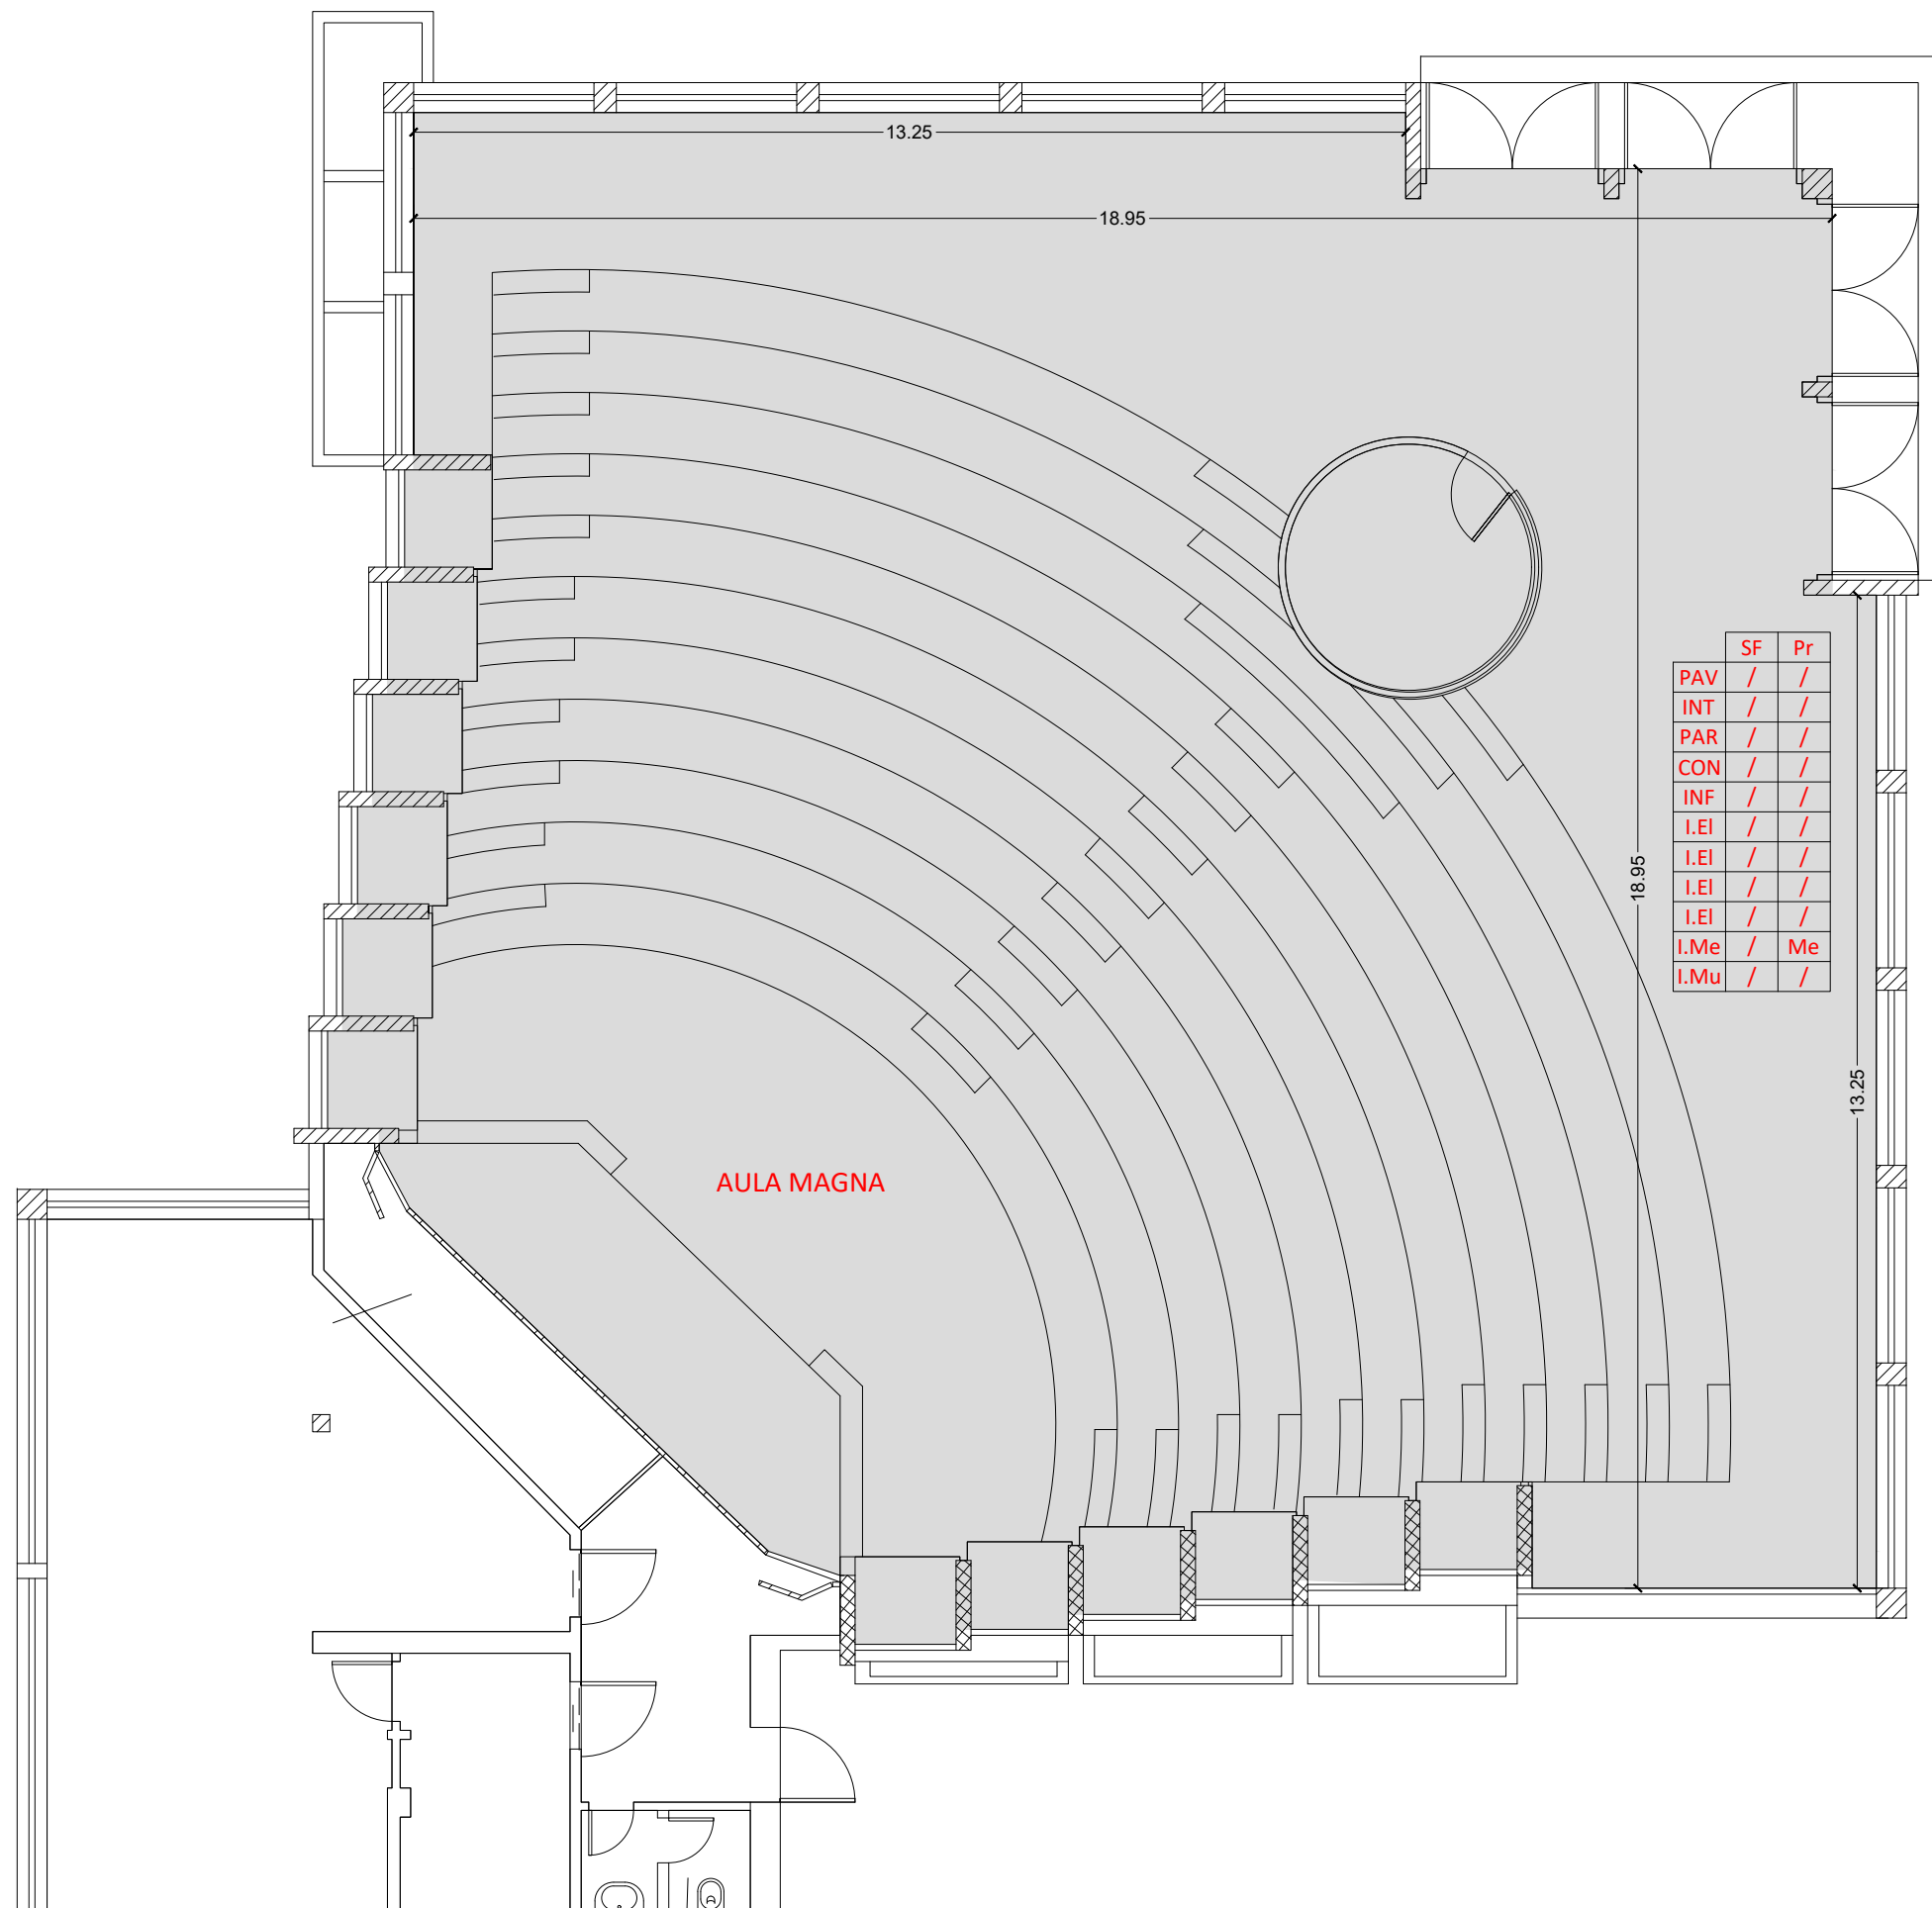 13.25
18.95
SF Pr
PAV / /
INT / /
PAR / /
CON / /
INF / /
I.El / /
I.El / /
I.El / /
I.El / /
I.Me / Me
I.Mu / /
18.95
13.25
AULA MAGNA